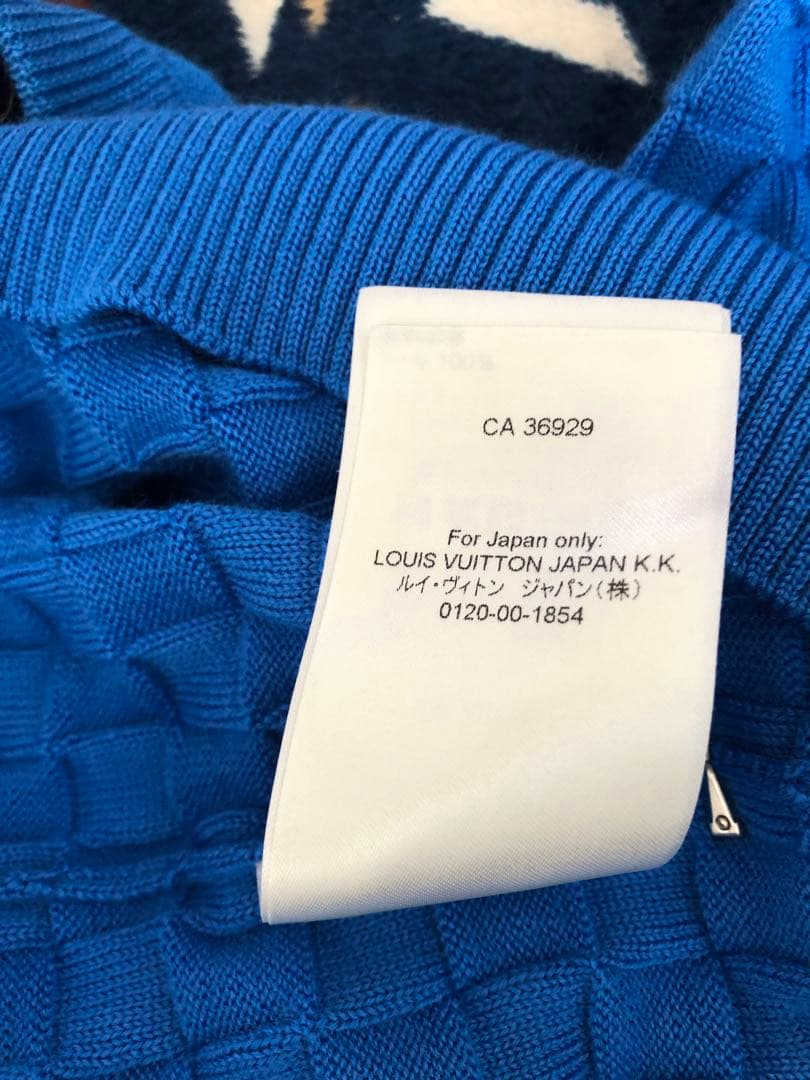 CA 36929
For Japan only:
LOUIS VUITTON JAPAN K.K.
ルイ・ヴィトン ジャパン(株)
0120-00-1854